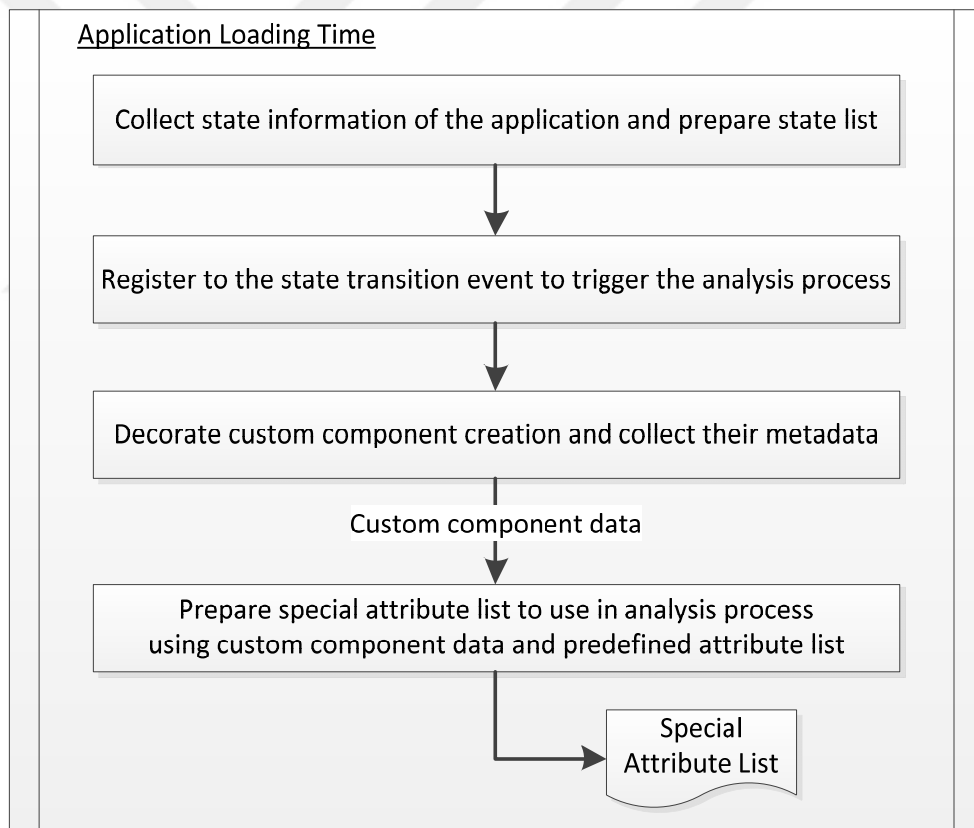 Application Loading Time
Collect state information of the application and prepare state list
Register to the state transition event to trigger the analysis process
Decorate custom component creation and collect their metadata
Custom component data
Prepare special attribute list to use in analysis process
using custom component data and predefined attribute list
Special
Attribute List